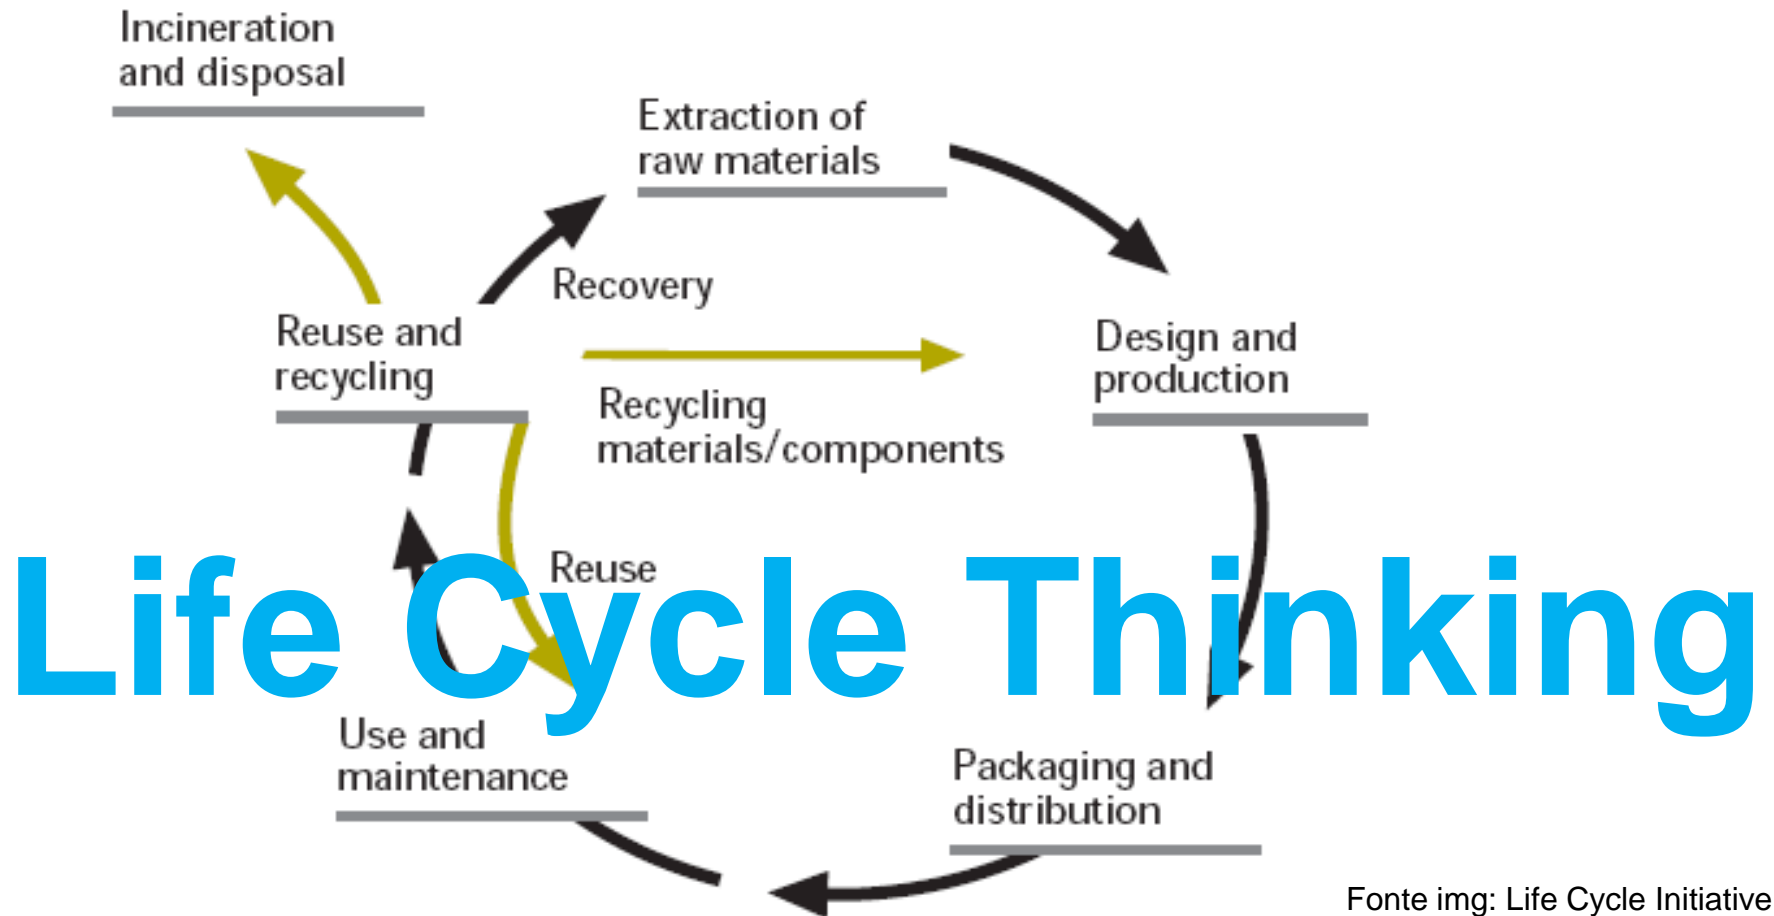 Incineration
and disposal
Extraction of
raw materials
Recovery
Reuse and
recycling
Design and
production
Recycling
materials/components
Reuse
Life Cycle Thinking
Use and
maintenance
Packaging and
distribution
Fonte img: Life Cycle Initiative